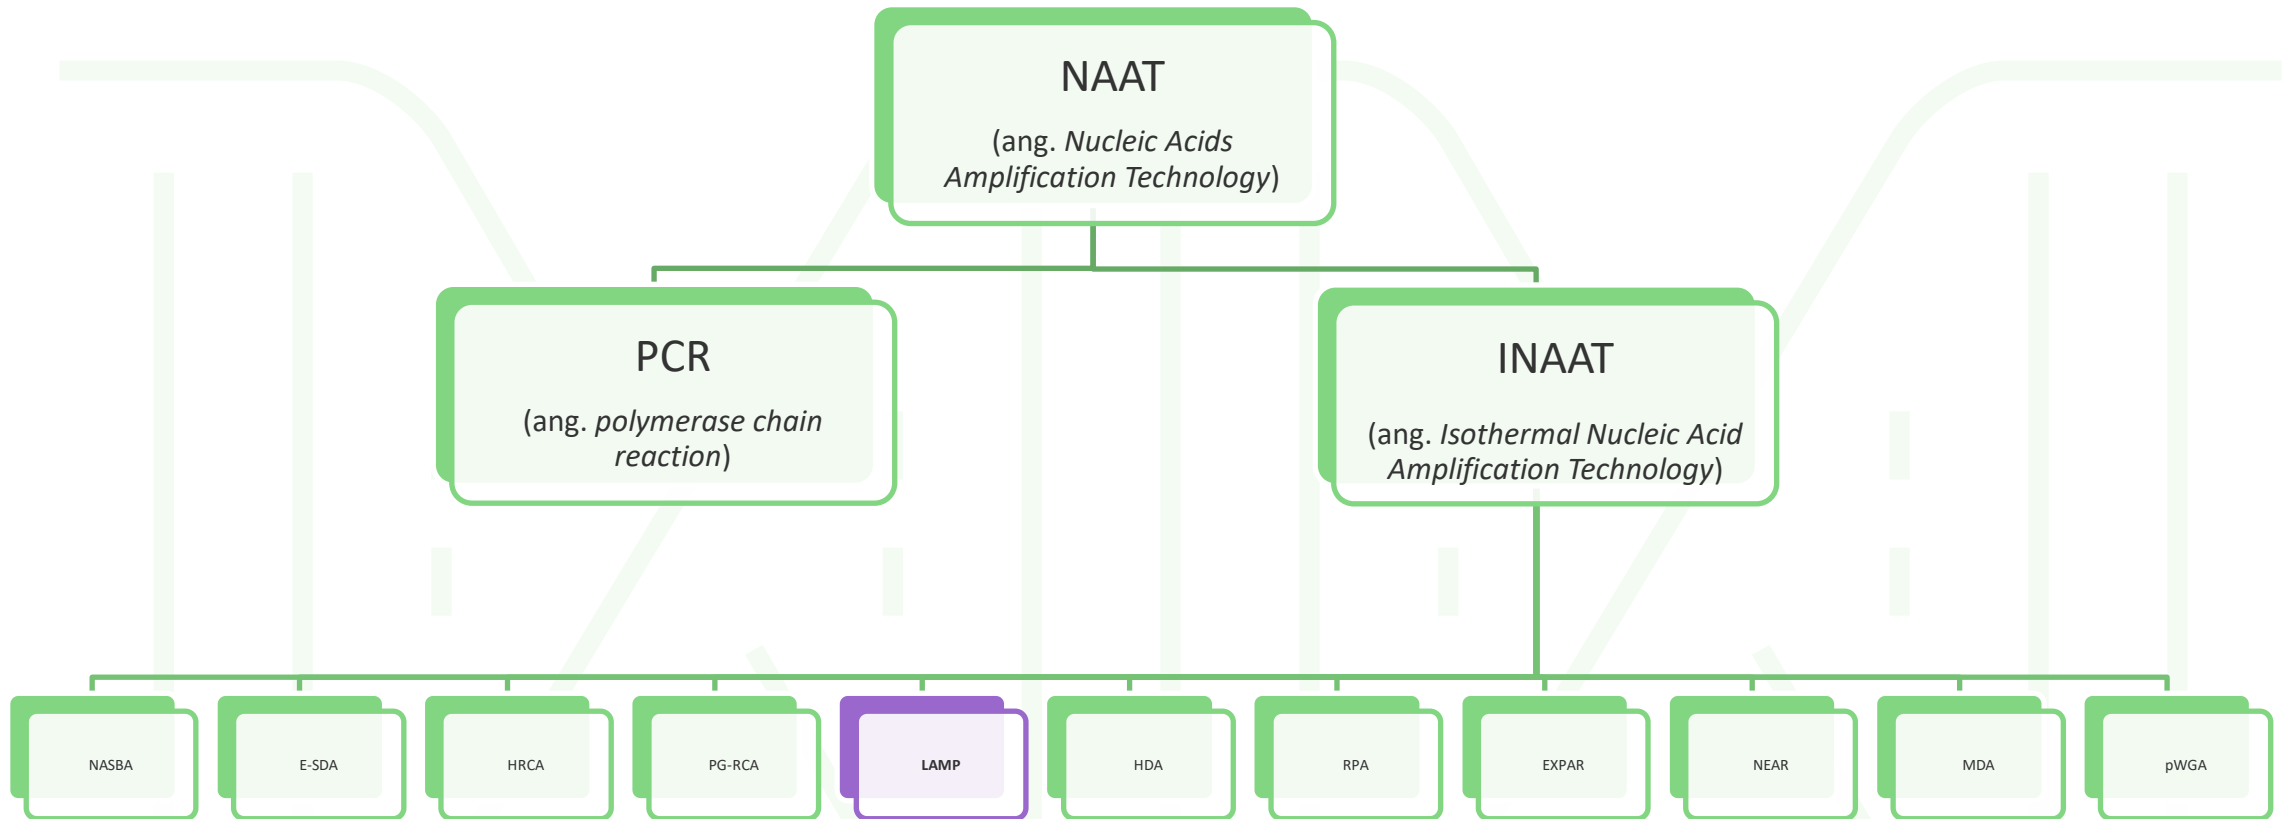 NAAT
(ang. Nucleic Acids
Amplification Technology)
PCR
(ang. polymerase chain
reaction)
INAAT
(ang. Isothermal Nucleic Acid
Amplification Technology)
NASBA
E-SDA
HRCA
PG-RCA
LAMP
HDA
RPA
EXPAR
NEAR
MDA
pWGA